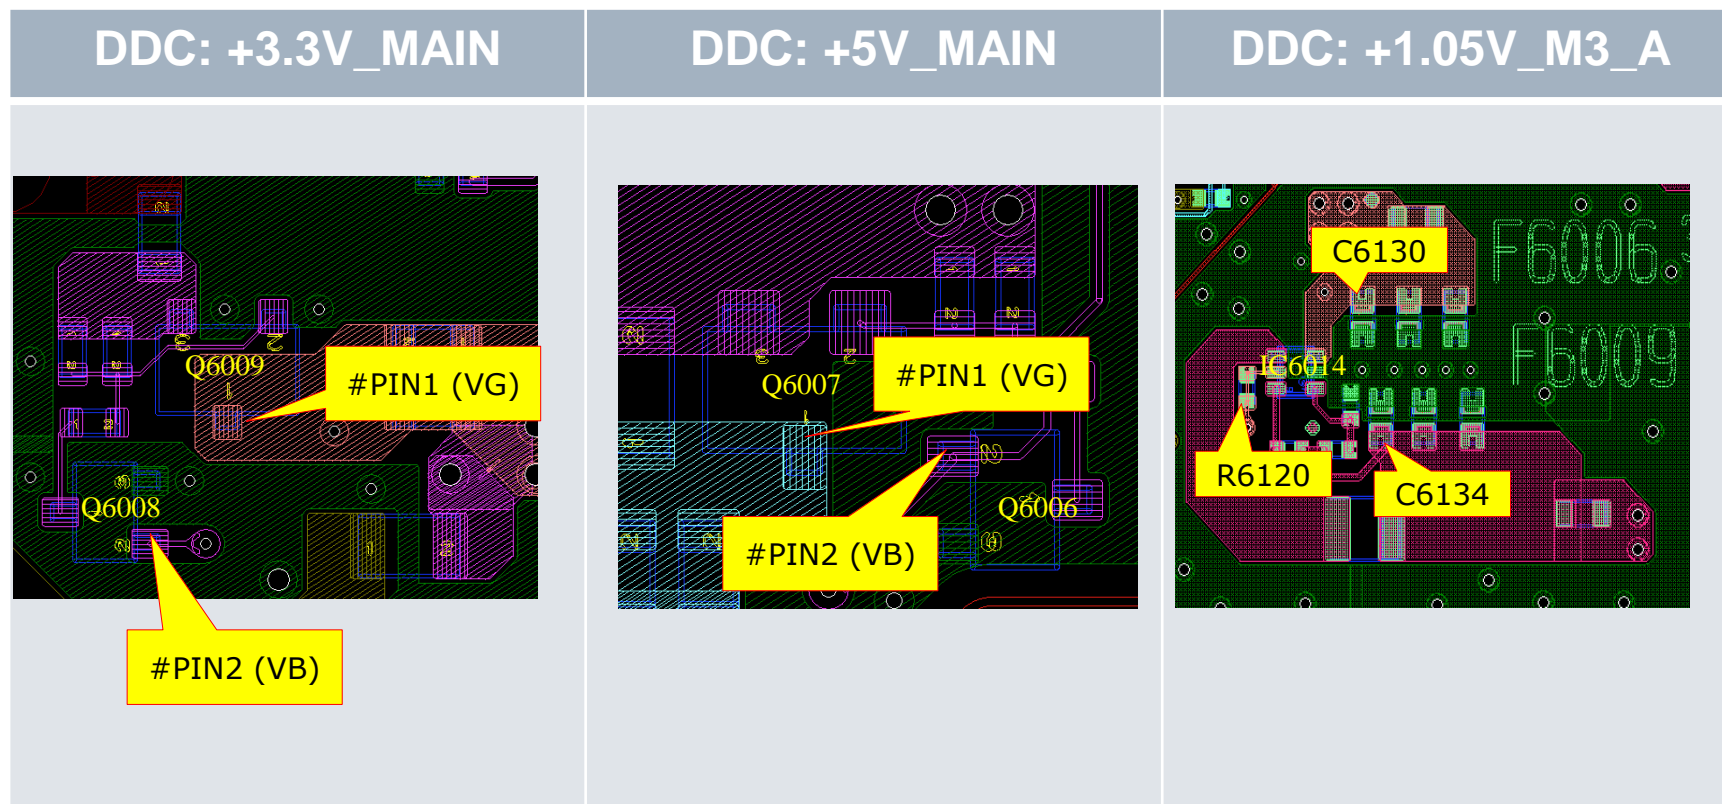 DDC: +3.3V_MAIN
DDC: +5V_MAIN
DDC: +1.05V_M3_A
Q6009
#PIN1 (VG)
Q6008
#PIN2 (VB)
Q6007
#PIN1 (VG)
Q6006
#PIN2 (VB)
C6130
F6006
F6009
IC6014
R6120
C6134